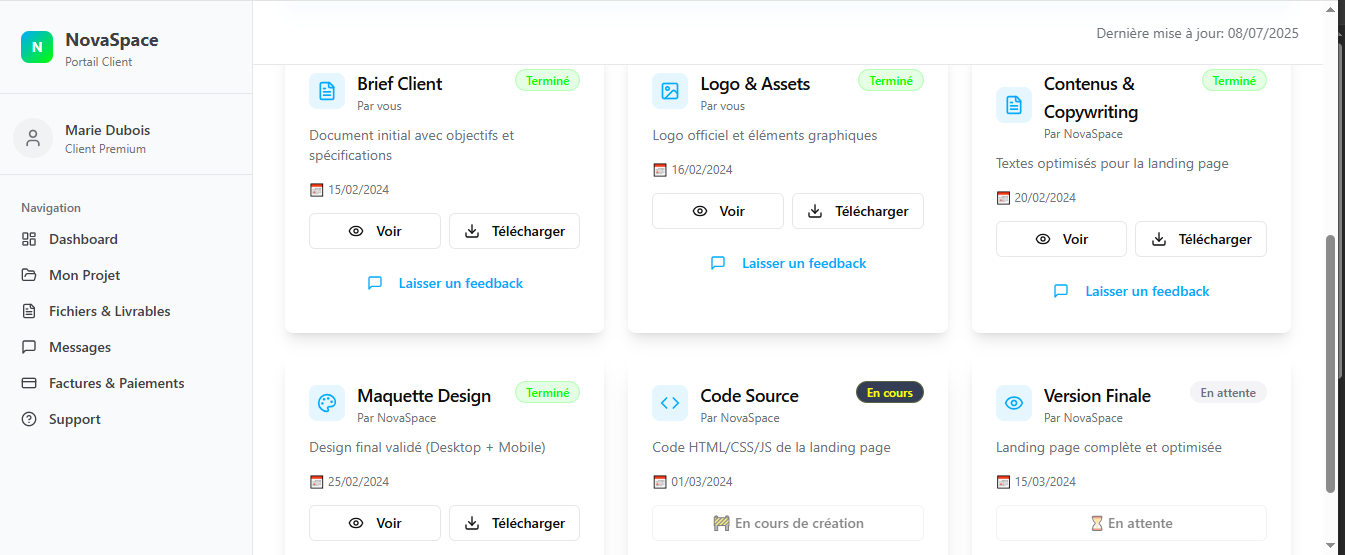 N
NovaSpace
Portail Client
Marie Dubois
Client Premium
Navigation
Dashboard
Mon Projet
Fichiers & Livrables
Messages
Factures & Paiements
Support
Dernière mise à jour: 08/07/2025
Brief Client
Terminé
Par vous
Document initial avec objectifs et
spécifications
15/02/2024
Voir
Télécharger
Laisser un feedback
Logo & Assets
Terminé
Par vous
Logo officiel et éléments graphiques
16/02/2024
Voir
Télécharger
Laisser un feedback
Contenus &
Copywriting
Terminé
Par NovaSpace
Textes optimisés pour la landing page
20/02/2024
Voir
Télécharger
Laisser un feedback
Maquette Design
Terminé
Par NovaSpace
Design final validé (Desktop + Mobile)
25/02/2024
Voir
Télécharger
Code Source
En cours
Par NovaSpace
Code HTML/CSS/JS de la landing page
01/03/2024
🚧 En cours de création
Version Finale
En attente
Par NovaSpace
Landing page complète et optimisée
15/03/2024
⏳ En attente